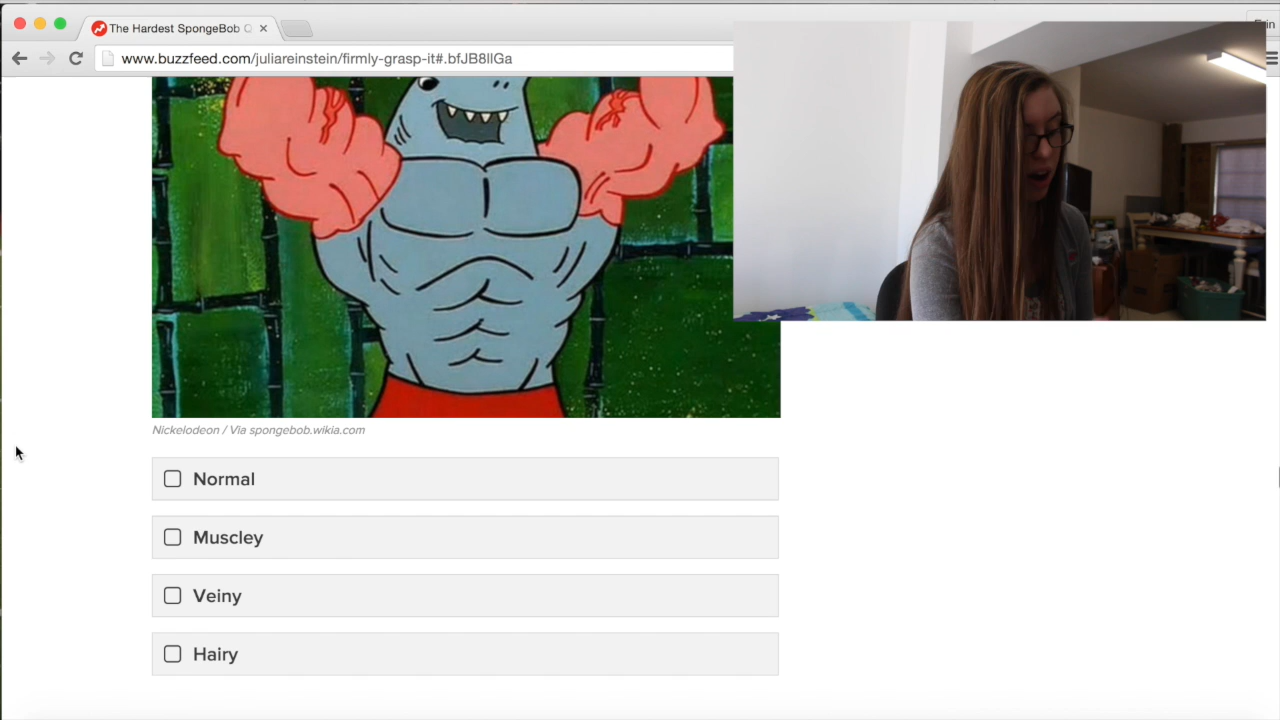 The Hardest SpongeBob Q
www.buzzfeed.com/juliareinstein/firmly-grasp-it#.bfJB8llGa
Nickelodeon / Via spongebob.wikia.com
Normal
Muscley
Veiny
Hairy